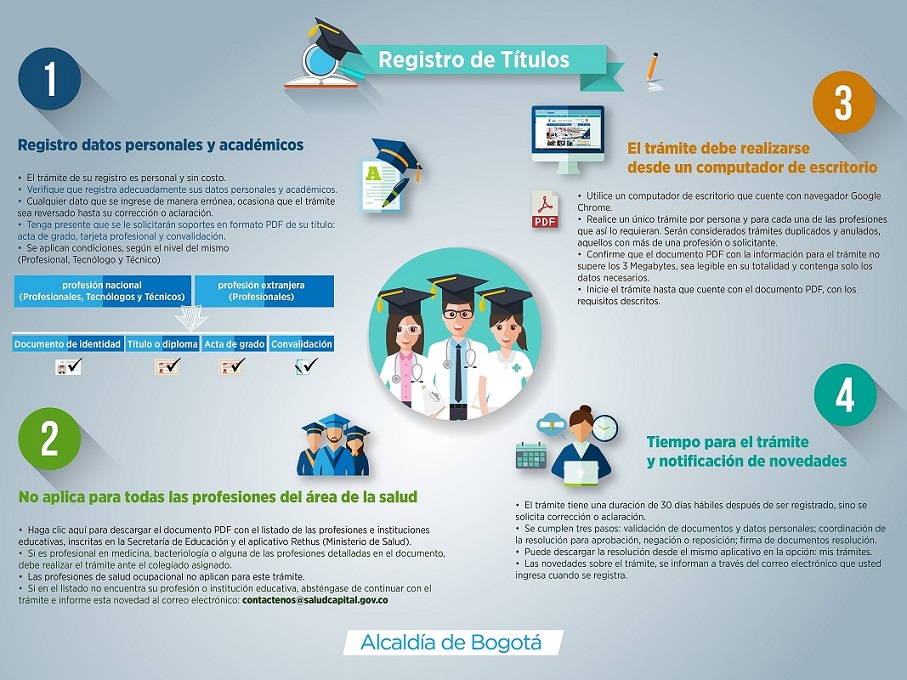 Registro de Títulos
1
Registro datos personales y académicos
• El trámite de su registro es personal y sin costo.
• Verifique que registra adecuadamente sus datos personales y académicos.
• Cualquier dato que se ingrese de manera errónea, ocasiona que el trámite
sea reversado hasta su corrección o aclaración.
• Tenga presente que se le solicitarán soportes en formato PDF de su título:
acta de grado, tarjeta profesional y convalidación.
• Se aplican condiciones, según el nivel del mismo
(Profesional, Tecnólogo y Técnico)
profesión nacional
(Profesionales, Tecnólogos y Técnicos)
profesión extranjera
(Profesionales)
Documento de identidad
Título o diploma
Acta de grado
Convalidación
A
2
No aplica para todas las profesiones del área de la salud
• Haga clic aquí para descargar el documento PDF con el listado de las profesiones e instituciones
educativas, inscritas en la Secretaría de Educación y el aplicativo Rethus (Ministerio de Salud).
• Si es profesional en medicina, bacteriología o alguna de las profesiones detalladas en el documento,
debe realizar el trámite ante el colegiado asignado.
• Las profesiones de salud ocupacional no aplican para este trámite.
• Si en el listado no encuentra su profesión o institución educativa, absténgase de continuar con el
trámite e informe esta novedad al correo electrónico: contactenos@saludcapital.gov.co
3
El trámite debe realizarse
desde un computador de escritorio
PDF
• Utilice un computador de escritorio que cuente con navegador Google
Chrome.
• Realice un único trámite por persona y para cada una de las profesiones
que así lo requieran. Serán considerados trámites duplicados y anulados,
aquellos con más de una profesión o solicitante.
• Confirme que el documento PDF con la información para el trámite no
supere los 3 Megabytes, sea legible en su totalidad y contenga solo los
datos necesarios.
• Inicie el trámite hasta que cuente con el documento PDF, con los
requisitos descritos.
4
Tiempo para el trámite
y notificación de novedades
• El trámite tiene una duración de 30 días hábiles después de ser registrado, sino se
solicita corrección o aclaración.
• Se cumplen tres pasos: validación de documentos y datos personales; coordinación de
la resolución para aprobación, negación o reposición; firma de documentos resolución.
• Puede descargar la resolución desde el mismo aplicativo en la opción: mis trámites.
• Las novedades sobre el trámite, se informan a través del correo electrónico que usted
ingresa cuando se registra.
Alcaldía de Bogotá